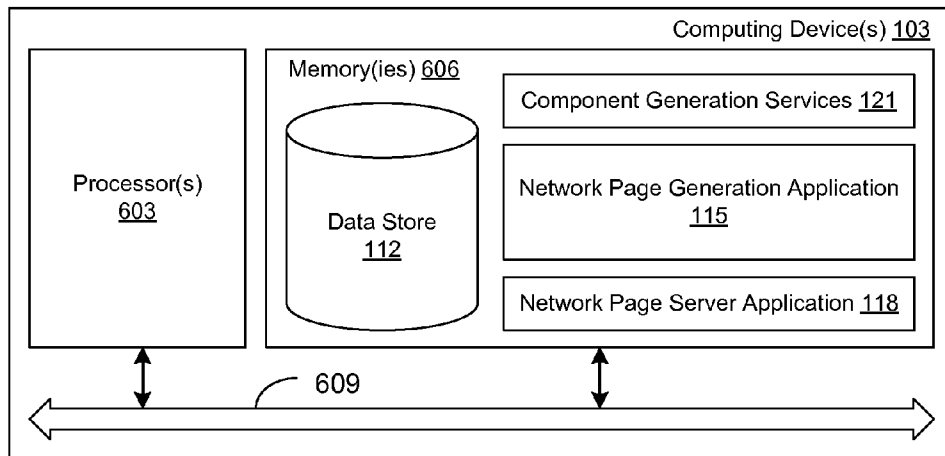 Computing Device(s) 103
Memory(ies) 606
Component Generation Services 121
Processor(s)
603
Network Page Generation Application
115
Data Store
112
Network Page Server Application 118
609